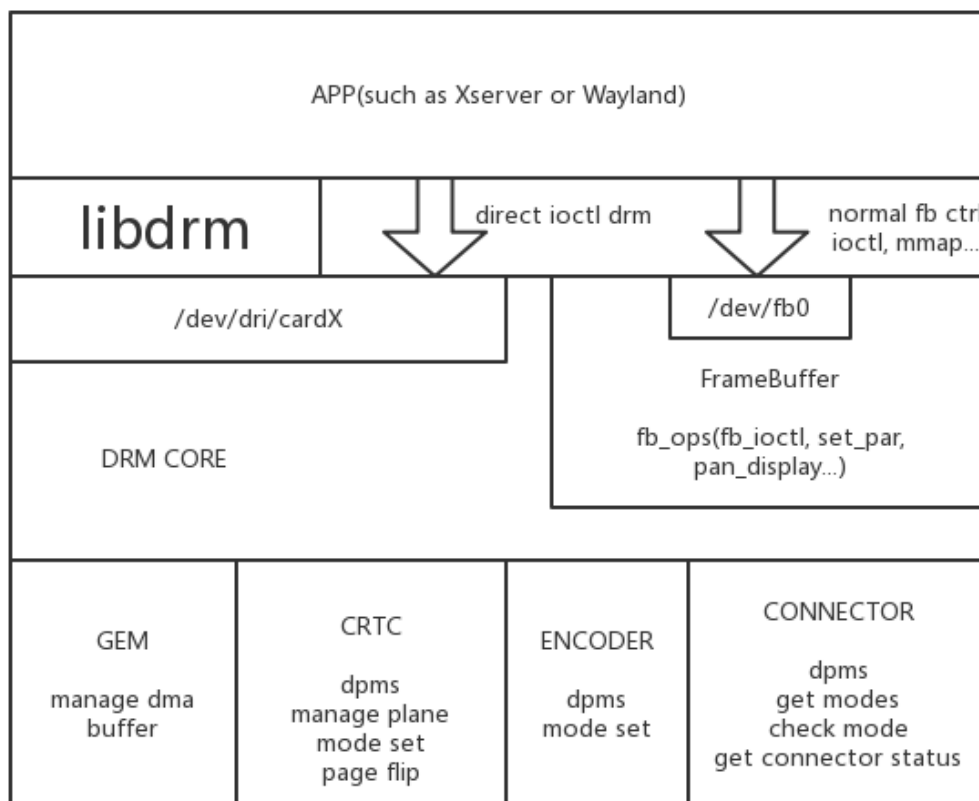 APP(such as Xserver or Wayland)
libdrm
direct ioctl drm
normal fb ctrl
ioctl, mmap...
/dev/dri/cardX
/dev/fb0
FrameBuffer
fb_ops(fb_ioctl, set_par,
pan_display...)
DRM CORE
GEM
manage dma
buffer
CRTC
dpms
manage plane
mode set
page flip
ENCODER
dpms
mode set
CONNECTOR
dpms
get modes
check mode
get connector status